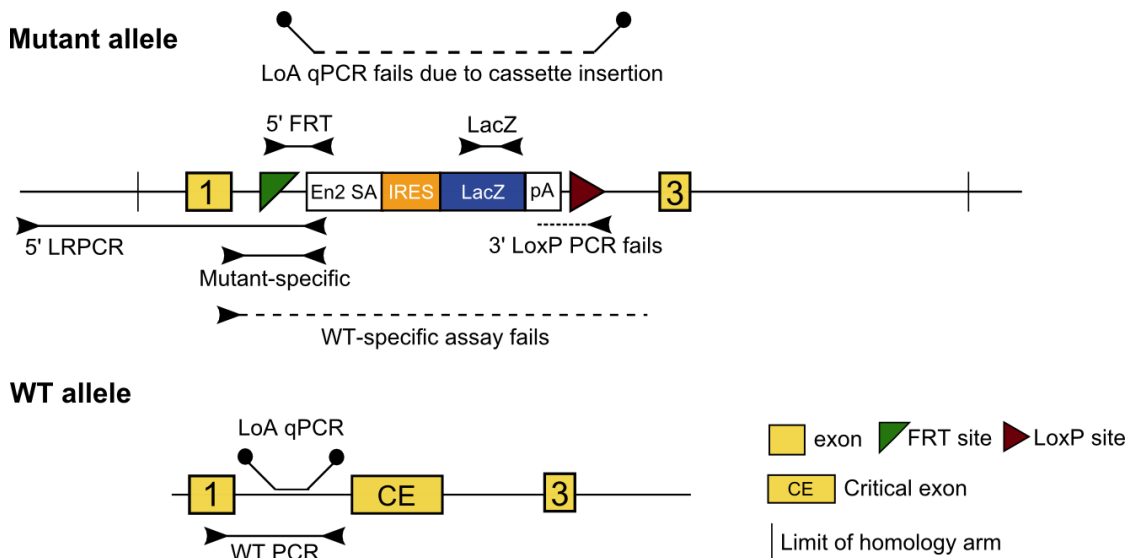 Mutant allele
LoA qPCR fails due to cassette insertion
5' FRT
LacZ
1
En2 SA
IRES
LacZ
pA
3
5' LRPCR
3' LoxP PCR fails
Mutant-specific
WT-specific assay fails
WT allele
LoA qPCR
1
CE
3
WT PCR
exon
FRT site
LoxP site
CE
Critical exon
Limit of homology arm